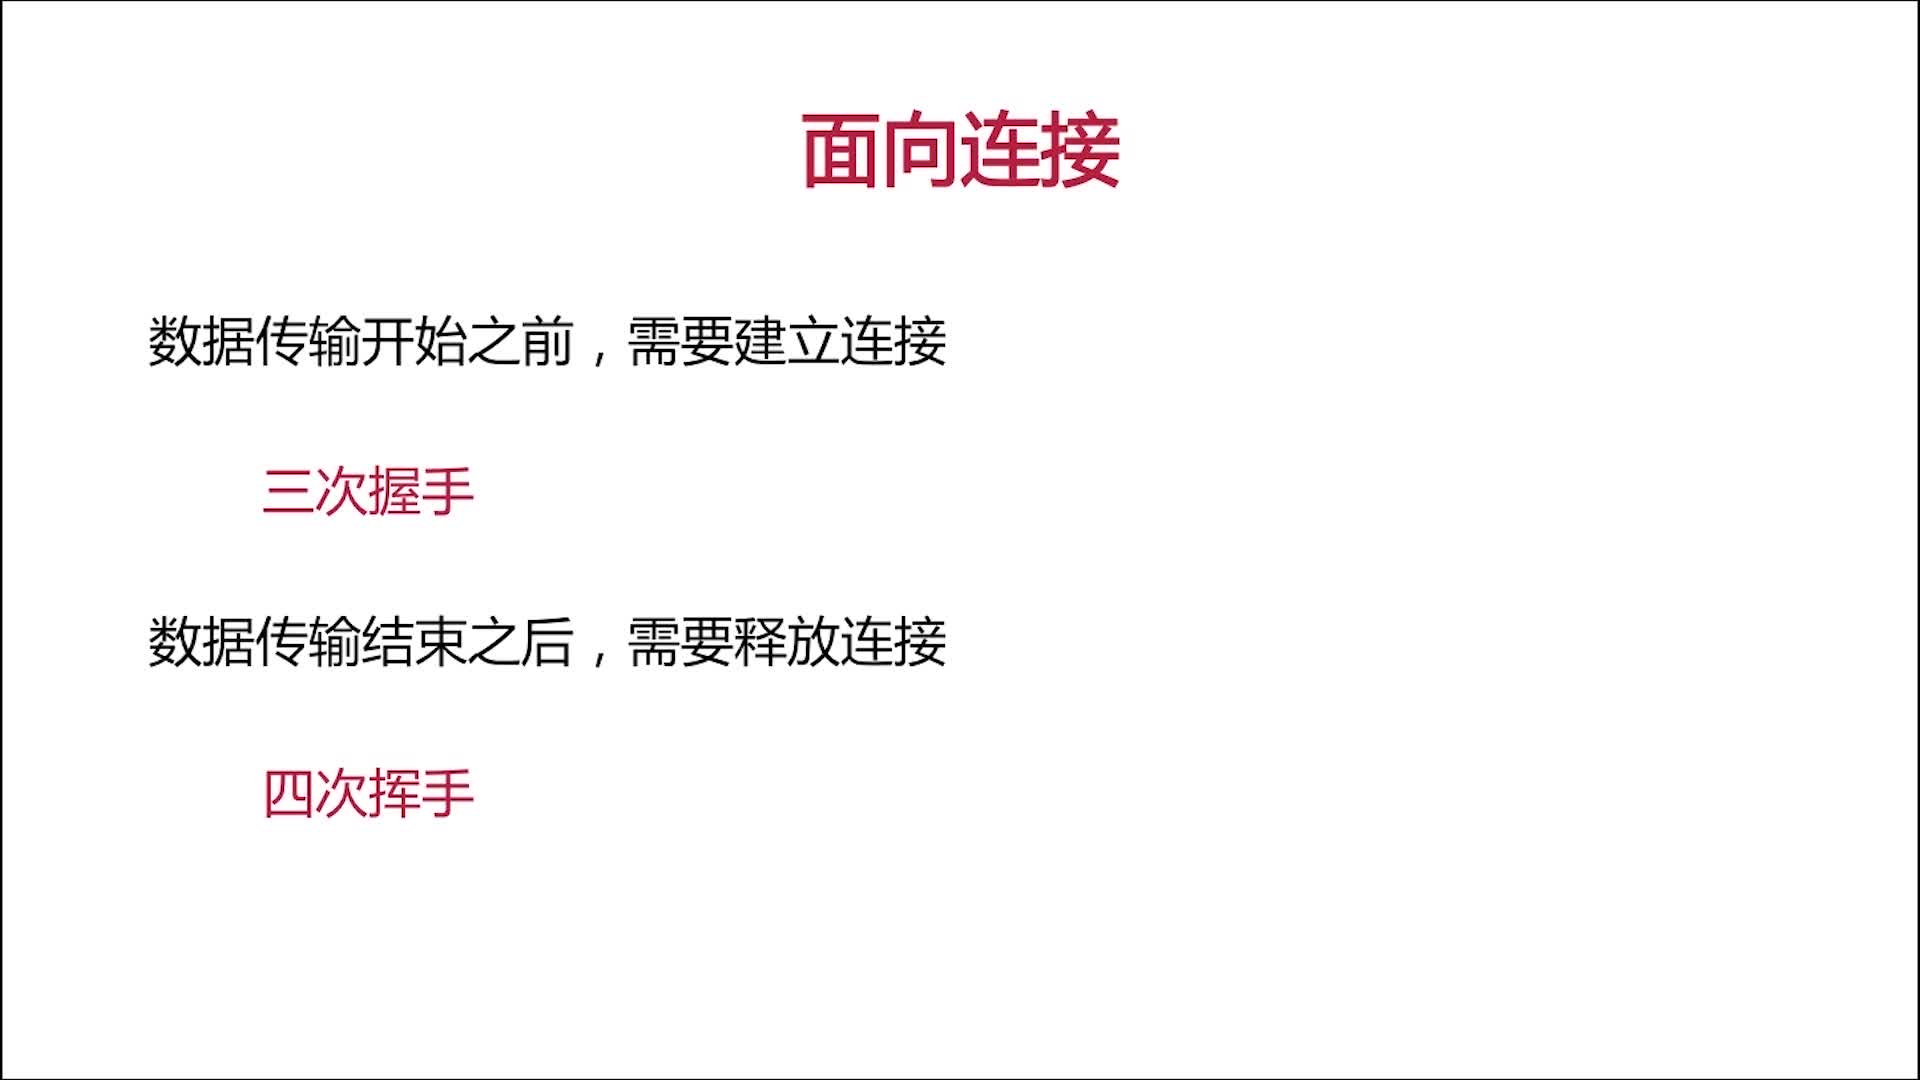 面向连接
数据传输开始之前，需要建立连接
三次握手
数据传输结束之后，需要释放连接
四次挥手